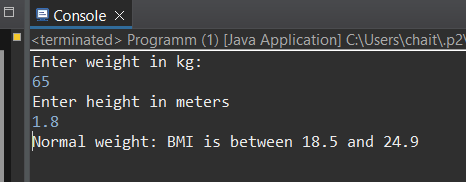 Console
<terminated> Programm (1) [Java Application] C:\Users\chait\.p2\
Enter weight in kg:
65
Enter height in meters
1.8
Normal weight: BMI is between 18.5 and 24.9